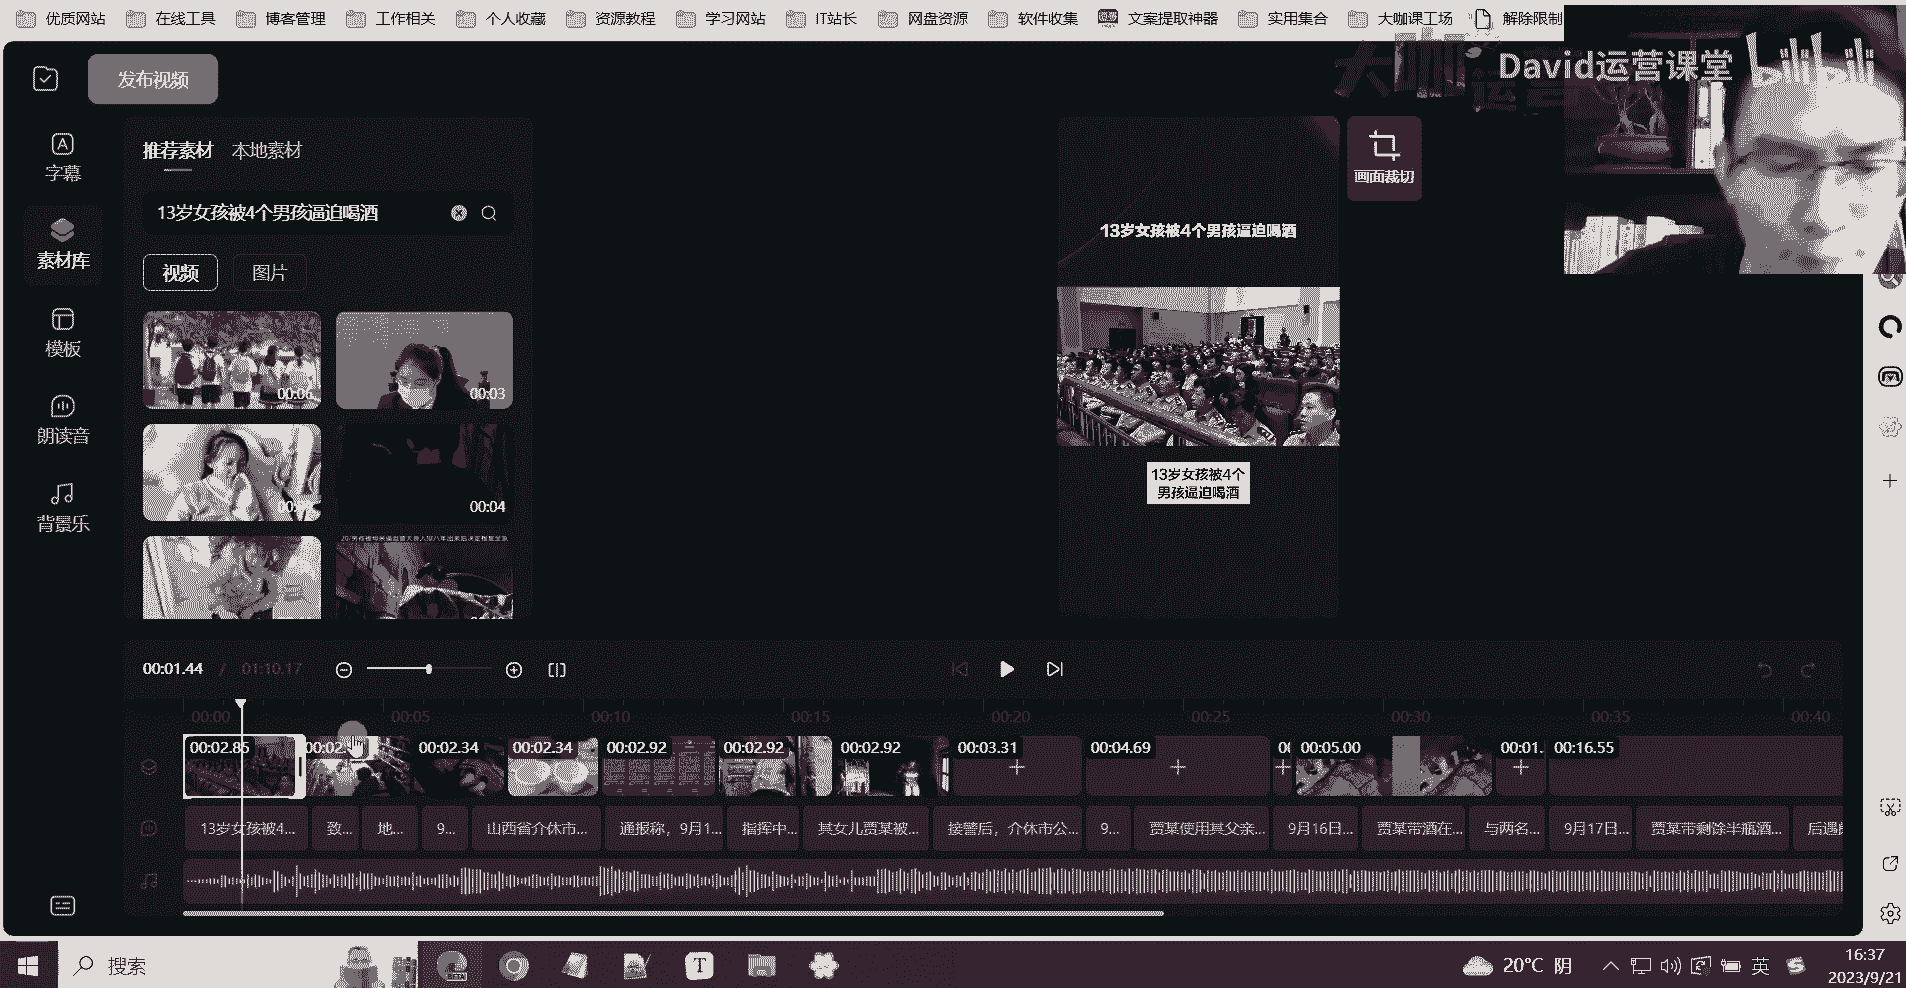 优质网站 在线工具 博客管理 工作相关 个人收藏 资源教程 学习网站 IT站长 网盘资源 软件收集 文案提取神器 实用集合 大咖课工场 解除限制
David运营课堂 bilibili
发布视频
字幕
素材库
模板
朗读音
背景乐
推荐素材 本地素材
13岁女孩被4个男孩逼迫喝酒
视频 图片
00:06
00:03
00:04
画面裁切
13岁女孩被4个男孩逼迫喝酒
13岁女孩被4个
男孩逼迫喝酒
00:01.44 / 01:10.17
00:00 00:05 00:10 00:15 00:20 00:25 00:30 00:35 00:40
00:02.85 00:02.34 00:02.34 00:02.92 00:02.92 00:02.92 00:03.31 00:04.69 00:05.00 00:01. 00:16.55
13岁女孩被4... 致... 地... 9... 山西省介休市... 通报称，9月1... 指挥中... 其女儿贾某被... 接警后，介休市公... 9... 贾某使用其父亲... 9月16日... 贾某带酒在... 与两名... 9月17日... 贾某带剩余半瓶酒... 后遇
搜索
20°C 阴
英
16:37
2023/9/21